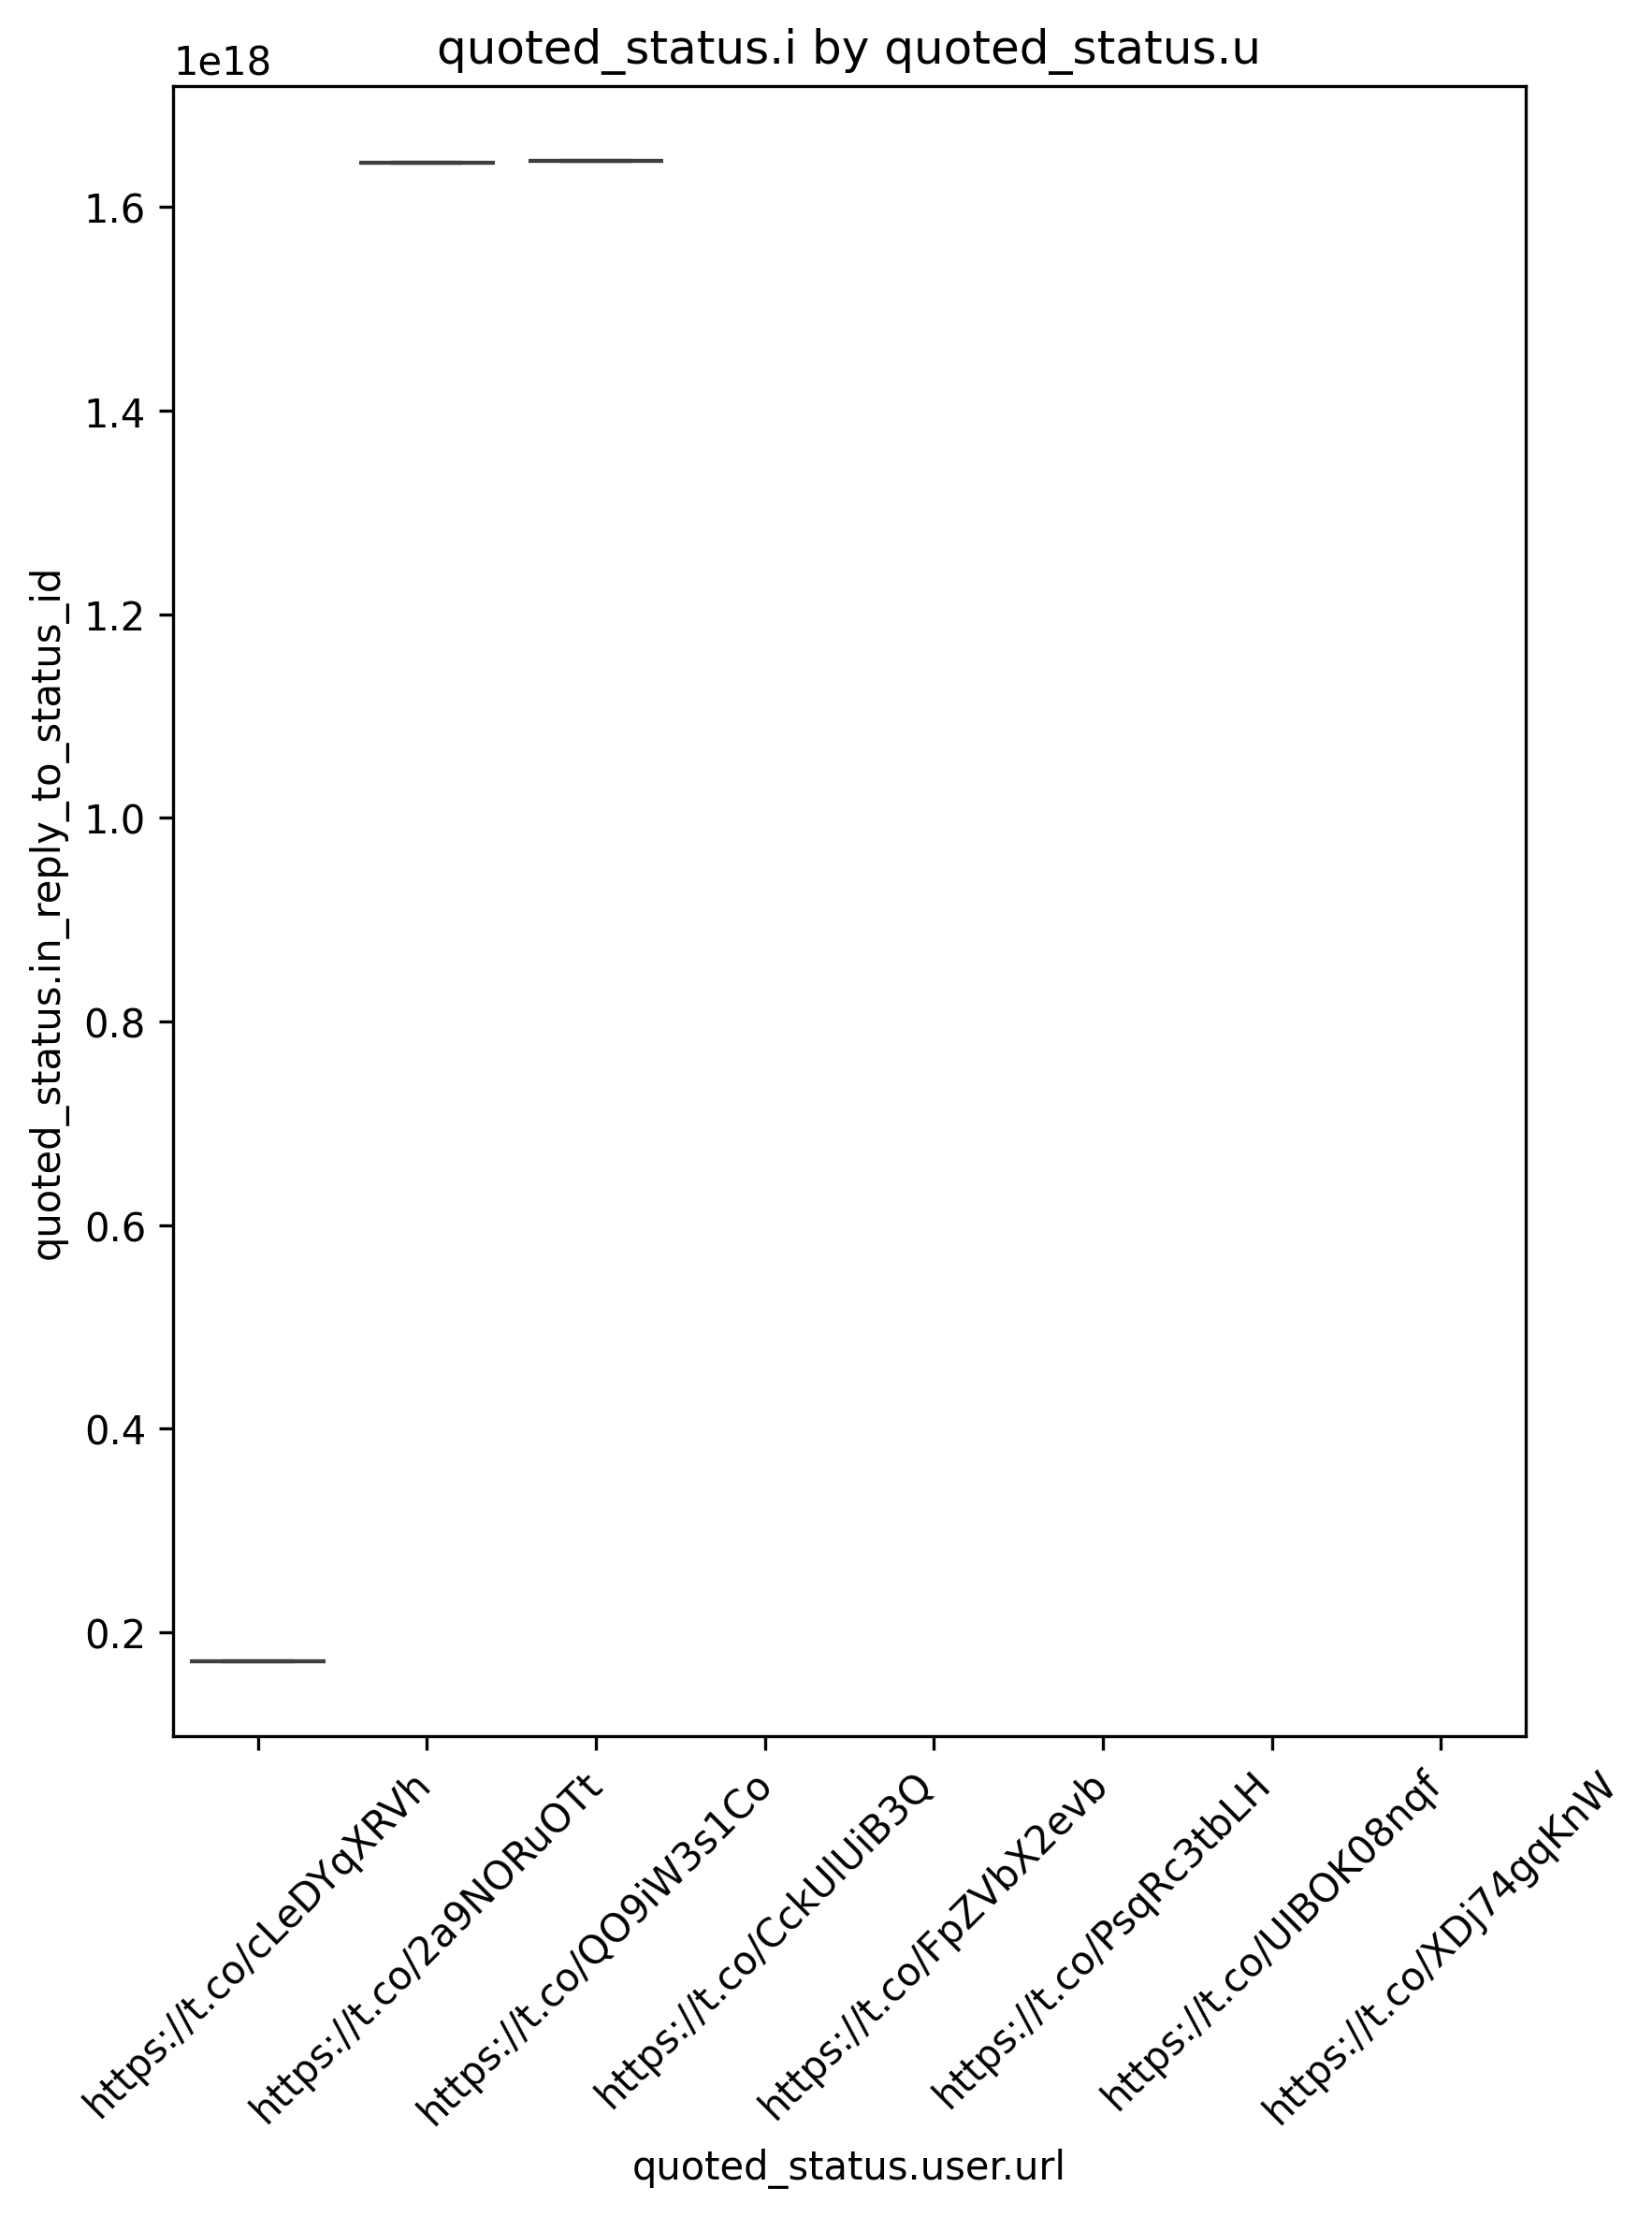 quoted_status.i by quoted_status.u
1e18
1.6
1.4
1.2
1.0
0.8
0.6
0.4
0.2
quoted_status.in_reply_to_status_id
https://t.co/cLeDYqXRVh
https://t.co/2a9NORuOTt
https://t.co/QO9iW3s1Co
https://t.co/CckUlUiB3Q
https://t.co/FpZVbX2evb
https://t.co/PsqRc3tbLH
https://t.co/UlBOK08nqf
https://t.co/XDj74gqKnW
quoted_status.user.url